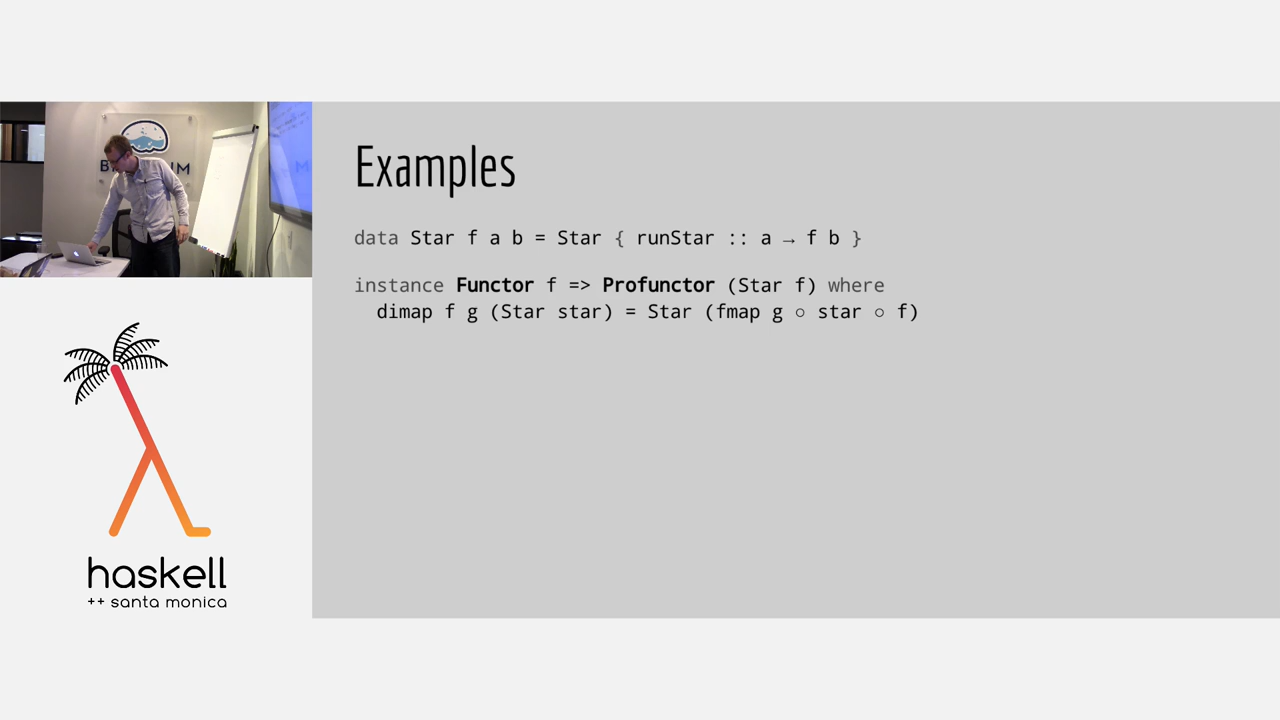 Examples
data Star f a b = Star { runStar :: a → f b }
instance Functor f => Profunctor (Star f) where
dimap f g (Star star) = Star (fmap g ○ star ○ f)
haskell
++ santa monica